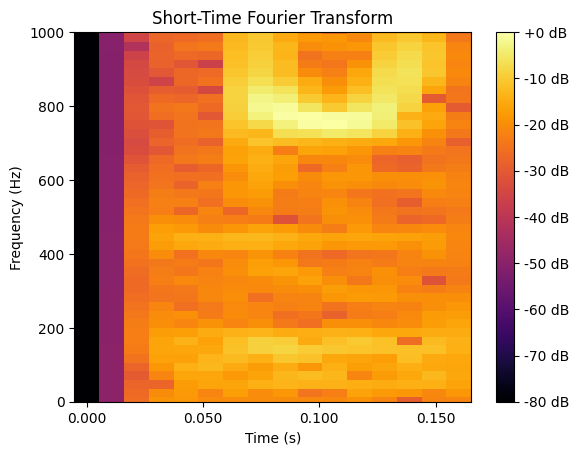 Short-Time Fourier Transform
1000
800
600
400
200
0
Frequency (Hz)
0.000
0.050
0.100
0.150
Time (s)
+0 dB
-10 dB
-20 dB
-30 dB
-40 dB
-50 dB
-60 dB
-70 dB
-80 dB